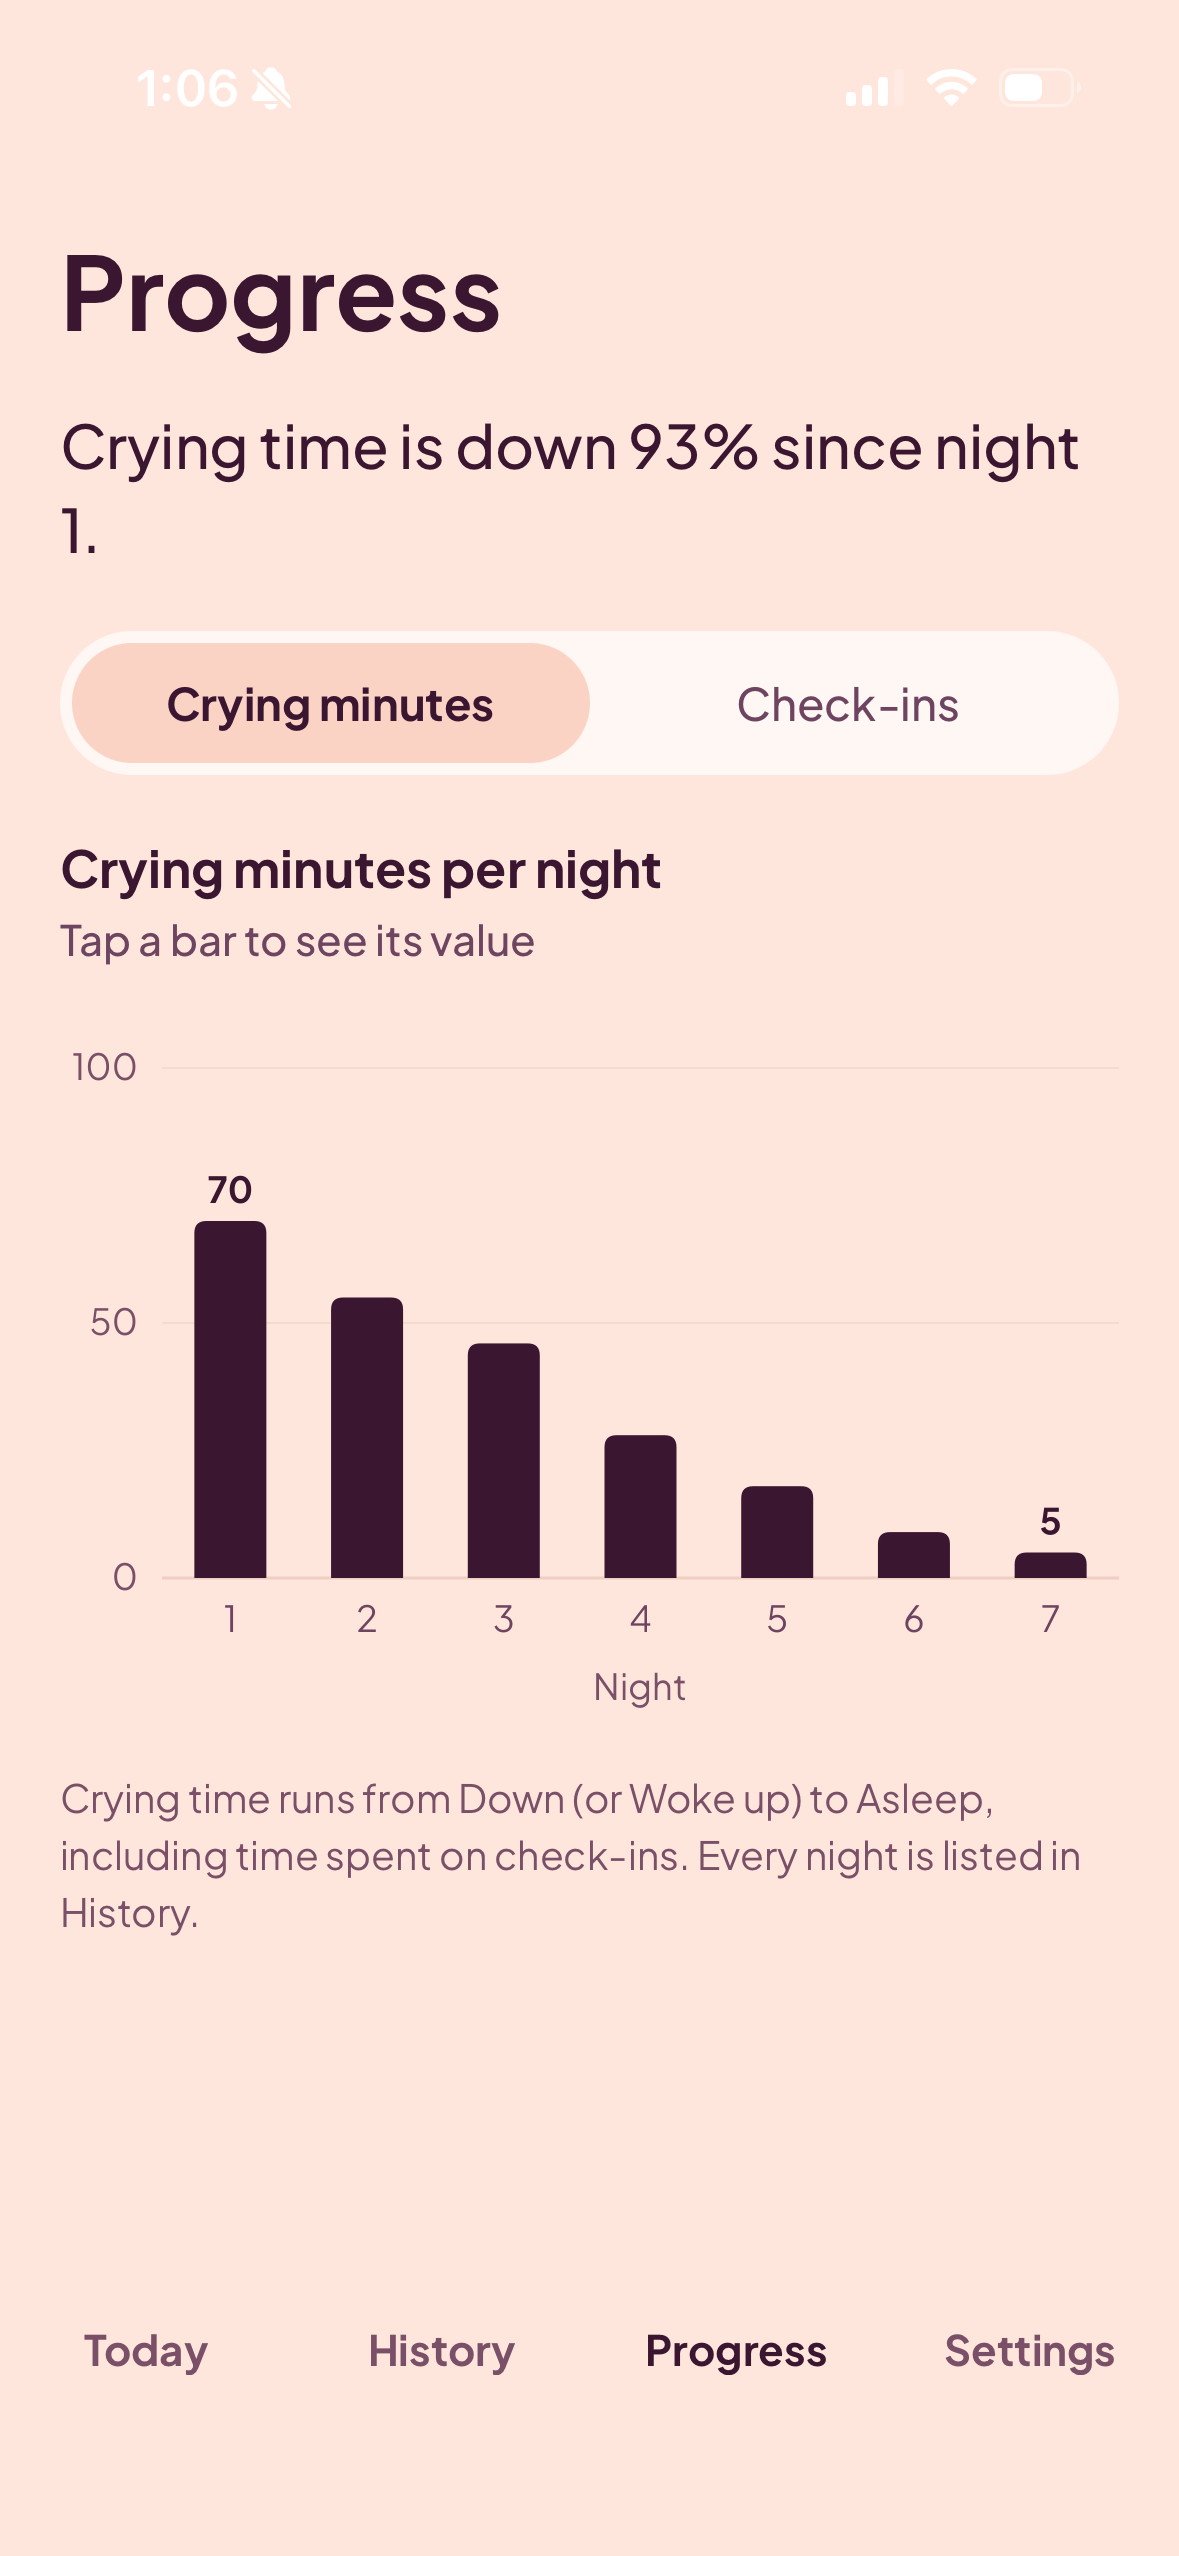 1:06
Progress
Crying time is down 93% since night
1.
Crying minutes
Check-ins
Crying minutes per night
Tap a bar to see its value
100
70
50
5
0
1 2 3 4 5 6 7
Night
Crying time runs from Down (or Woke up) to Asleep,
including time spent on check-ins. Every night is listed in
History.
Today History Progress Settings